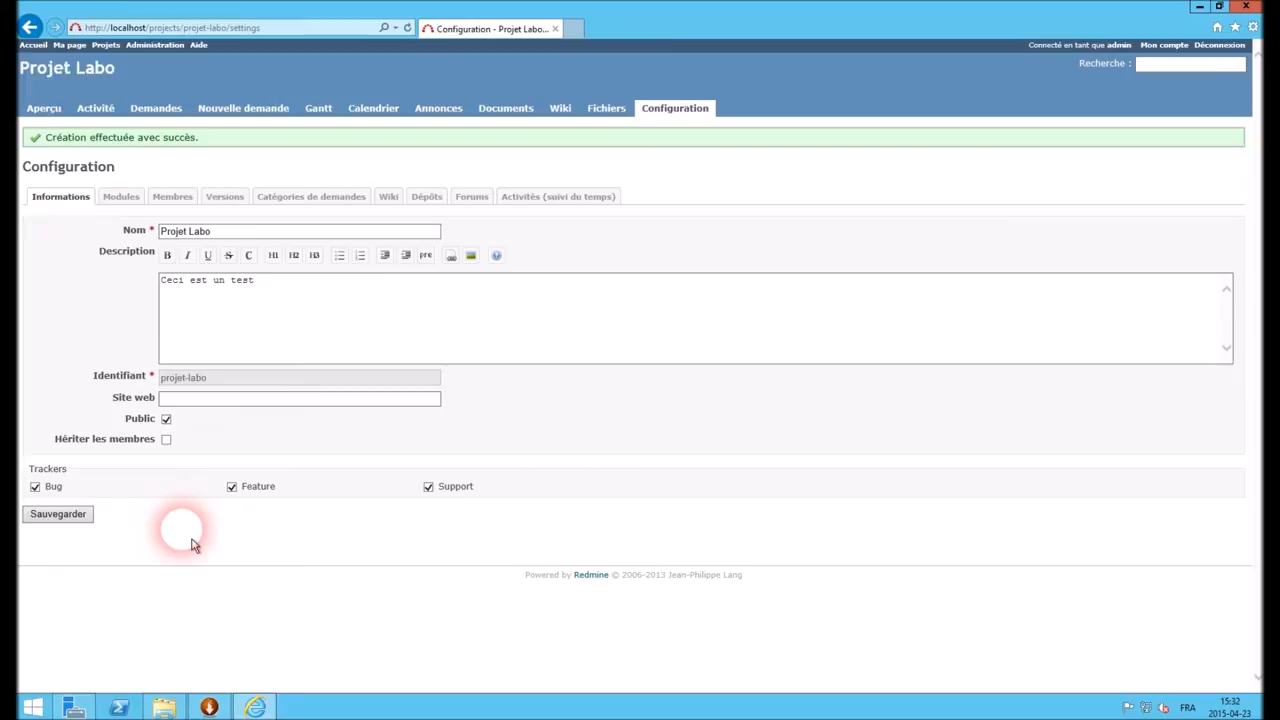 http://localhost/projects/projet-labo/settings
Configuration - Projet Labo...
Accueil Ma page Projets Administration Aide
Connecté en tant que admin Mon compte Déconnexion
Projet Labo
Recherche :
Aperçu Activité Demandes Nouvelle demande Gantt Calendrier Annonces Documents Wiki Fichiers Configuration
Création effectuée avec succès.
Configuration
Informations Modules Membres Versions Catégories de demandes Wiki Dépôts Forums Activités (suivi du temps)
Nom * Projet Labo
Description B I U S C H1 H2 H3 pre
Ceci est un test
Identifiant * projet-labo
Site web
Public
Hériter les membres
Trackers
Bug Feature Support
Sauvegarder
Powered by Redmine © 2006-2013 Jean-Philippe Lang
FRA
15:32
2015-04-23